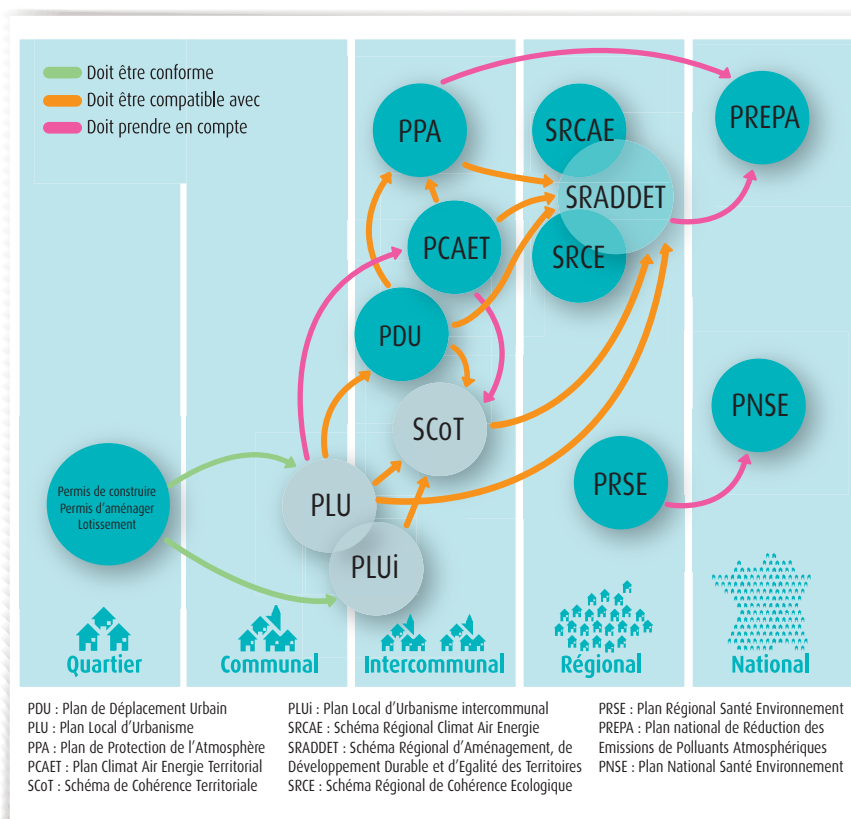 Doit être conforme
Doit être compatible avec
Doit prendre en compte
PPA
SRCAE
PREPA
SRADDET
PCAET
SRCE
PDU
SCoT
PNSE
PRSE
Permis de construire
Permis d'aménager
Lotissement
PLU
PLUi
Quartier
Communal
Intercommunal
Régional
National
PDU : Plan de Déplacement Urbain
PLU : Plan Local d'Urbanisme
PPA : Plan de Protection de l'Atmosphère
PCAET : Plan Climat Air Energie Territorial
SCoT : Schéma de Cohérence Territoriale
PLUi : Plan Local d'Urbanisme intercommunal
SRCAE : Schéma Régional Climat Air Energie
SRADDET : Schéma Régional d'Aménagement, de
Développement Durable et d'Egalité des Territoires
SRCE : Schéma Régional de Cohérence Ecologique
PRSE : Plan Régional Santé Environnement
PREPA : Plan national de Réduction des
Emissions de Polluants Atmosphériques
PNSE : Plan National Santé Environnement